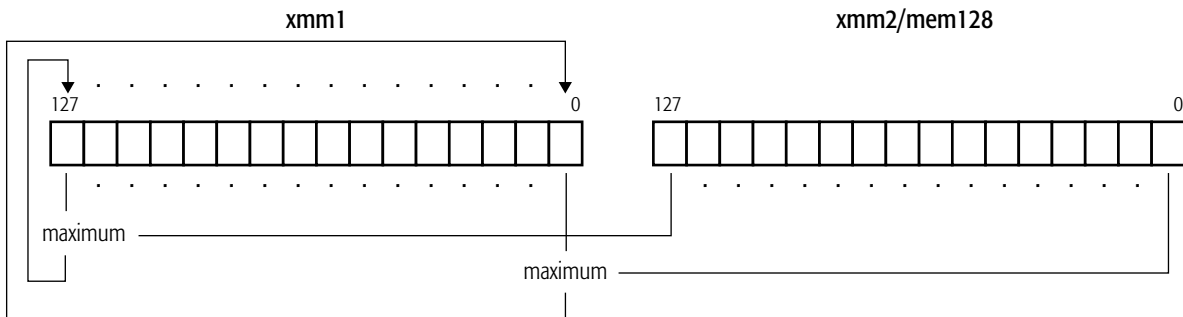 xmm1 xmm2/mem128
. . . . . . . . . . . . . .
127 0 127 0
. . . . . . . . . . . . . . . . . . . . . . . . . . . .
maximum
maximum